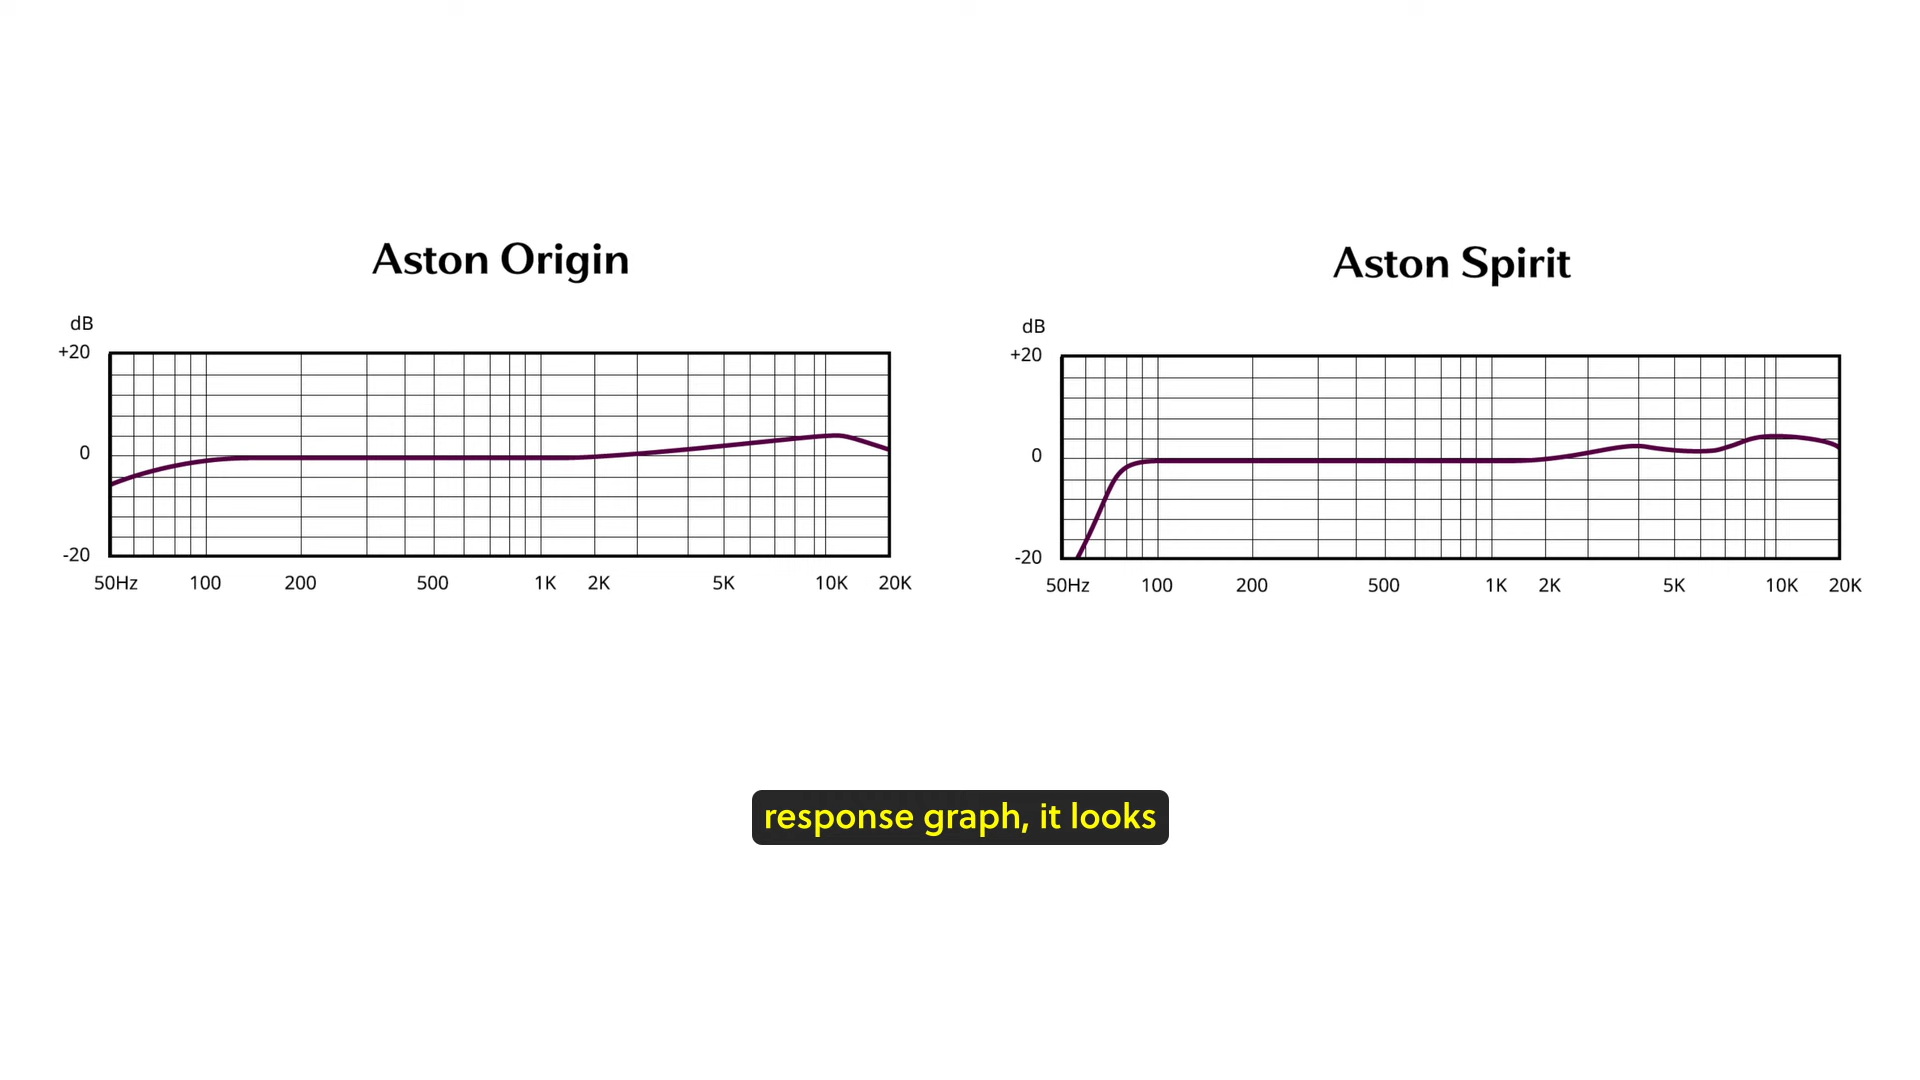 Aston Origin
dB
+20
0
-20
50Hz 100 200 500 1K 2K 5K 10K 20K
Aston Spirit
dB
+20
0
-20
50Hz 100 200 500 1K 2K 5K 10K 20K
response graph, it looks